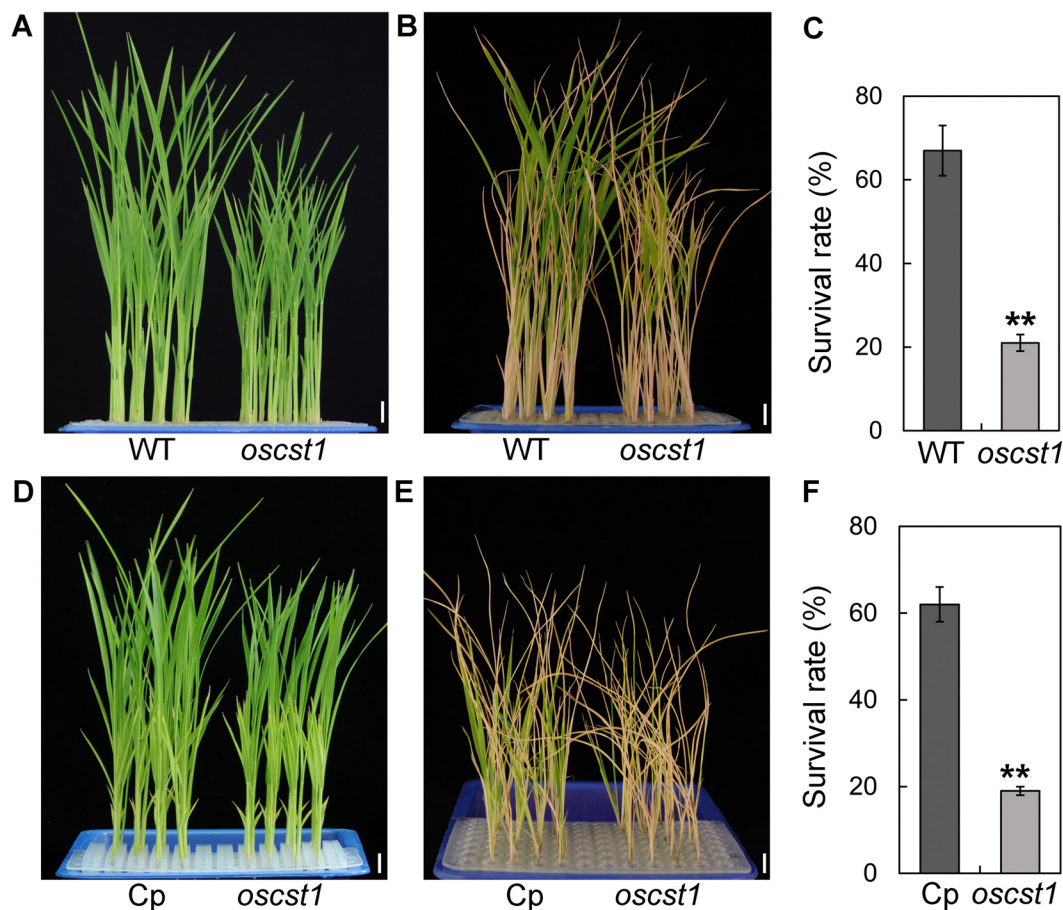 A
B
C
Survival rate (%)
80
60
40
20
0
**
WT
oscst1
WT
oscst1
WT
oscst1
D
E
F
Survival rate (%)
80
60
40
20
0
**
Cp
oscst1
Cp
oscst1
Cp
oscst1